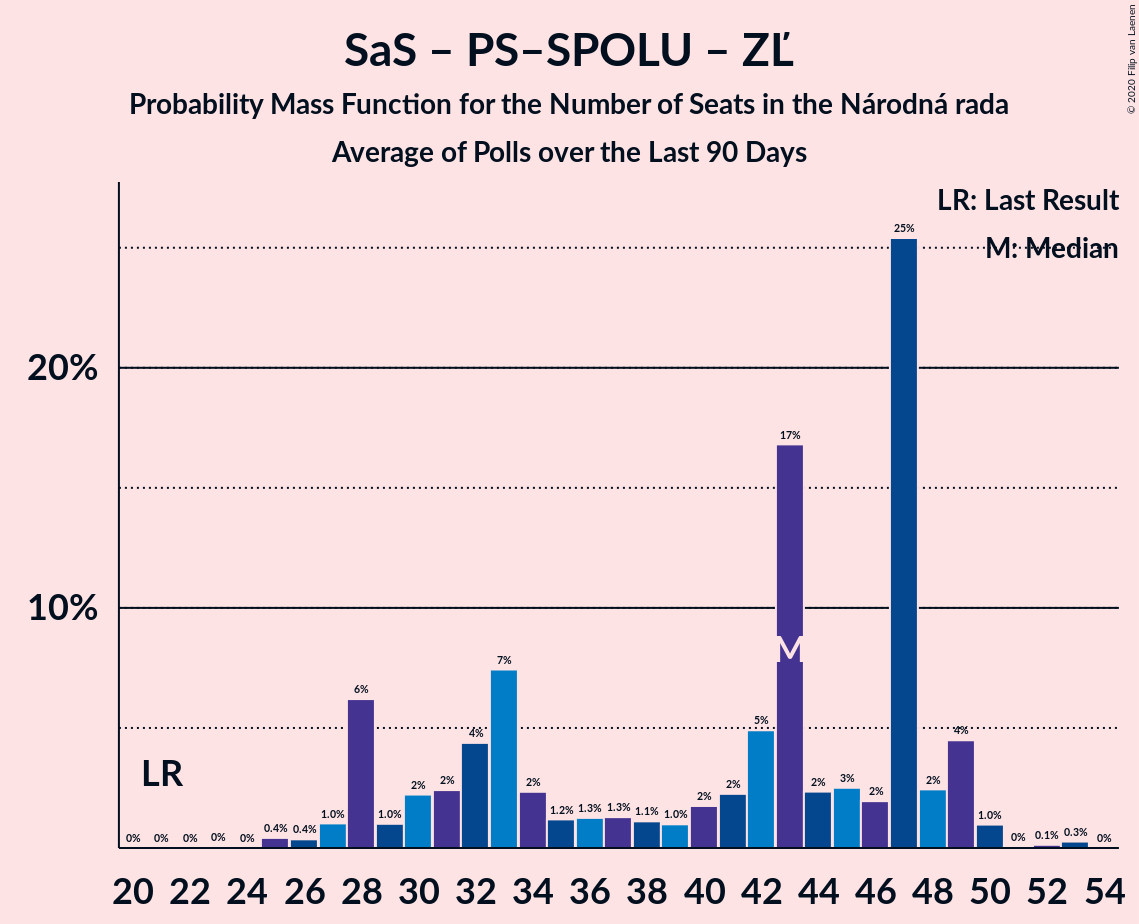 SaS – PS–SPOLU – ZĽ
Probability Mass Function for the Number of Seats in the Národná rada
Average of Polls over the Last 90 Days
© 2020 Filip van Laenen
LR: Last Result
M: Median
20%
10%
LR
M
0% 0% 0% 0% 0% 0.4% 0.4% 1.0% 6% 1.0% 2% 2% 4% 7% 2% 1.2% 1.3% 1.3% 1.1% 1.0% 2% 2% 5% 17% 2% 3% 2% 25% 2% 4% 1.0% 0% 0.1% 0.3% 0%
20 22 24 26 28 30 32 34 36 38 40 42 44 46 48 50 52 54